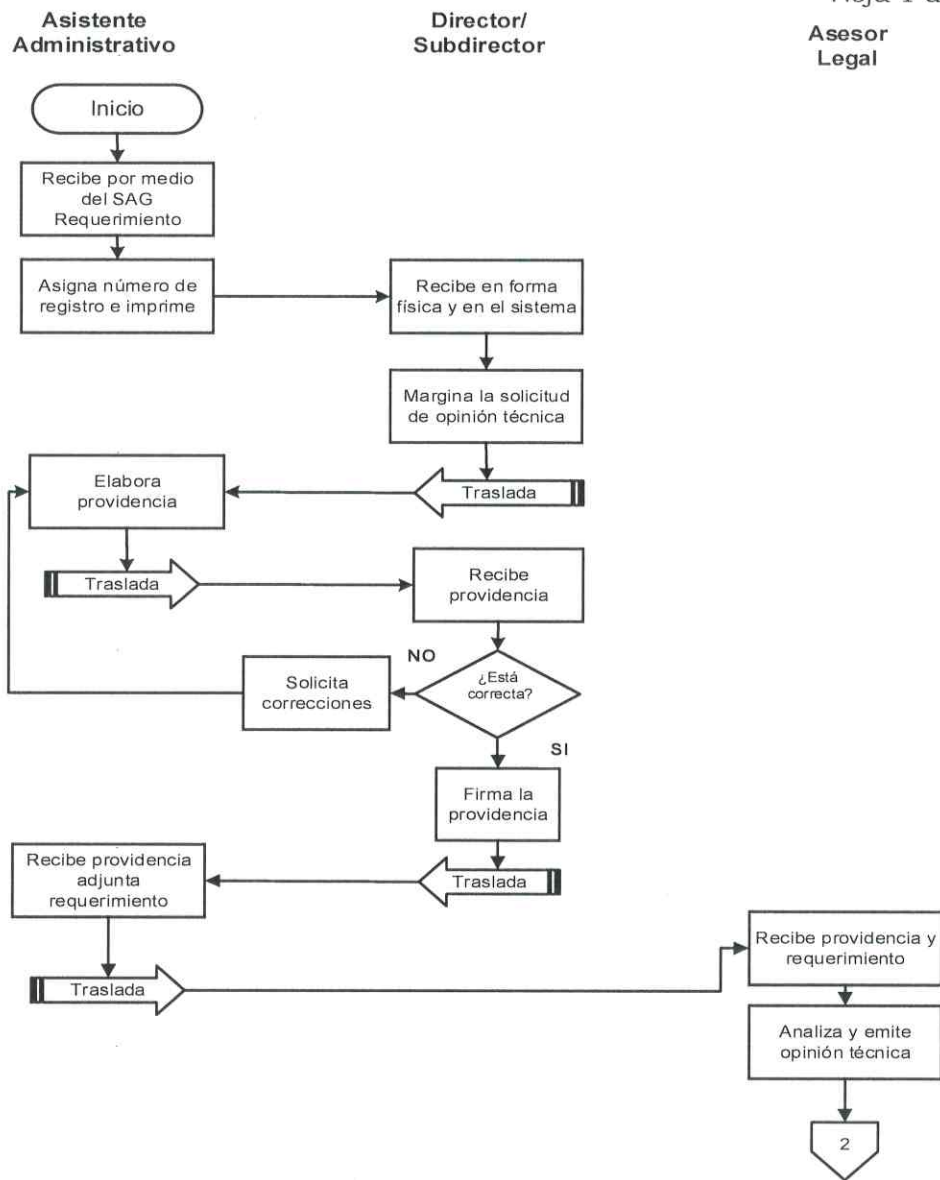 Hoja 1 d
Asistente
Administrativo
Director/
Subdirector
Asesor
Legal
Inicio
Recibe por medio
del SAG
Requerimiento
Asigna número de
registro e imprime
Recibe en forma
física y en el sistema
Margina la solicitud
de opinión técnica
Traslada
Elabora
providencia
Traslada
Recibe
providencia
¿Está
correcta?
NO
Solicita
correcciones
SI
Firma la
providencia
Traslada
Recibe providencia
adjunta
requerimiento
Traslada
Recibe providencia y
requerimiento
Analiza y emite
opinión técnica
2